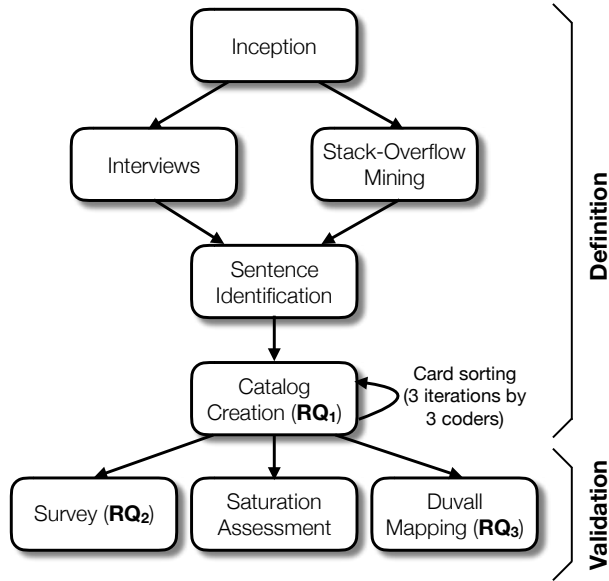 Inception
Interviews
Stack-Overflow
Mining
Sentence
Identification
Catalog
Creation (RQ₁)
Card sorting
(3 iterations by
3 coders)
Definition
Survey (RQ₂)
Saturation
Assessment
Duvall
Mapping (RQ₃)
Validation